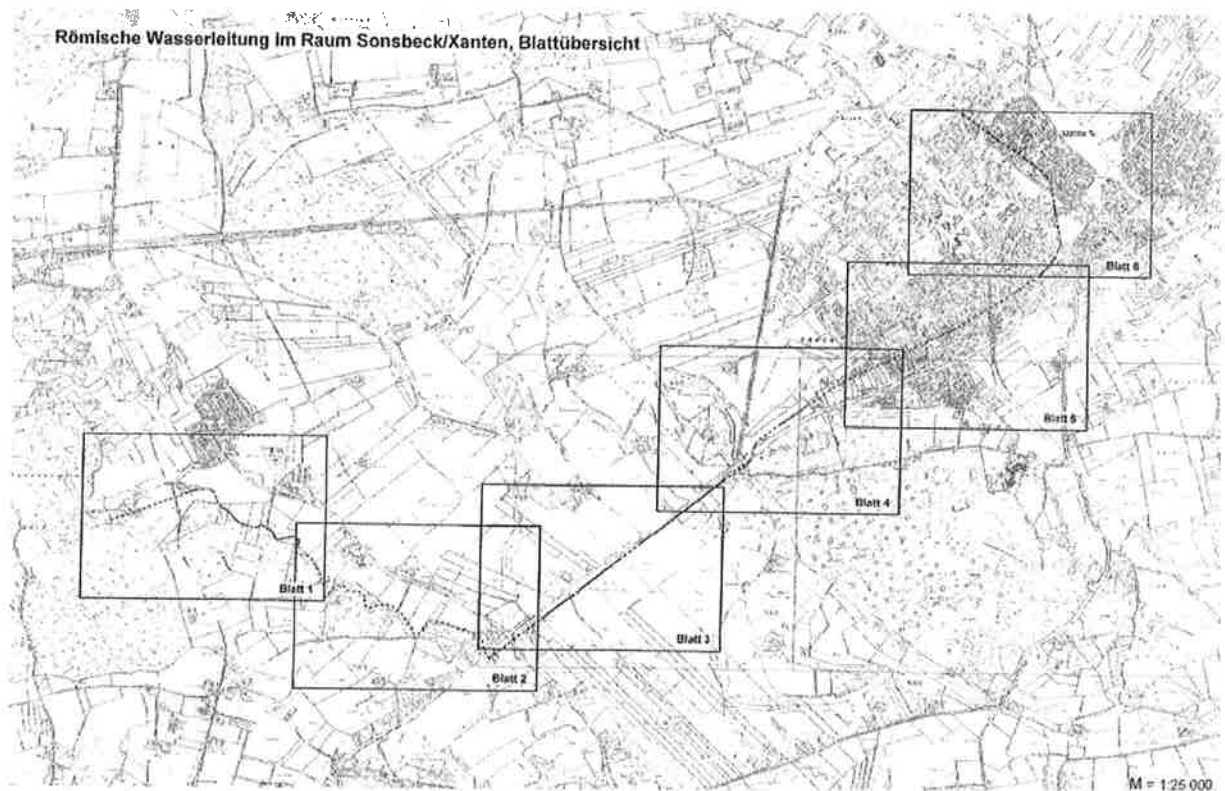 Römische Wasserleitung im Raum Sonsbeck/Xanten, Blattübersicht
Blatt 6
Blatt 5
Blatt 4
Blatt 1
Blatt 3
Blatt 2
M = 1:25 000